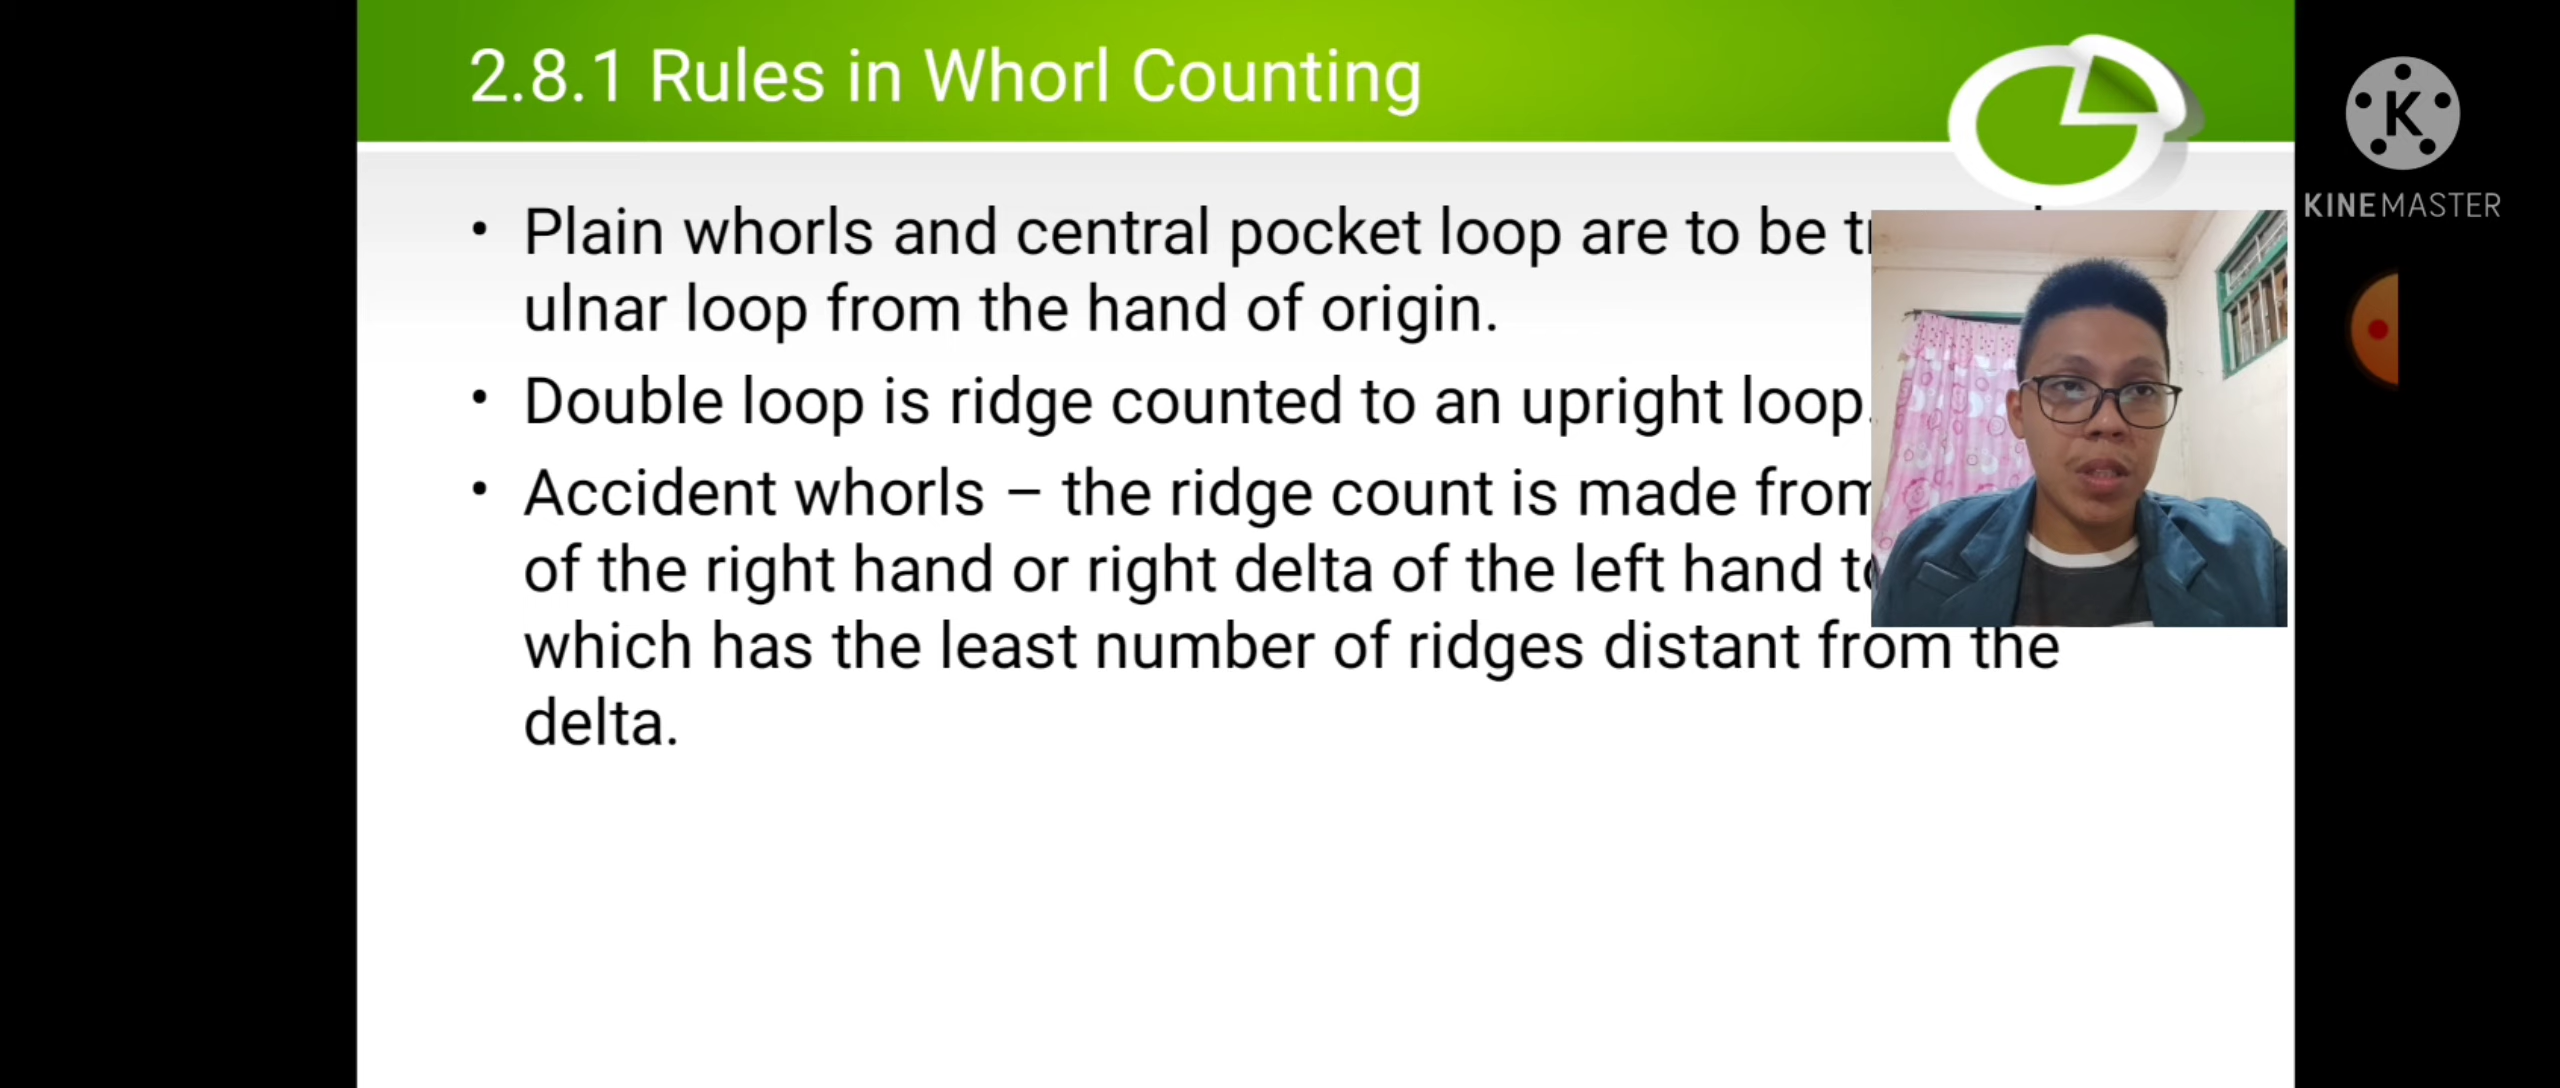 2.8.1 Rules in Whorl Counting
K
KINEMASTER
• Plain whorls and central pocket loop are to be
ulnar loop from the hand of origin.
• Double loop is ridge counted to an upright loop.
• Accident whorls – the ridge count is made from
of the right hand or right delta of the left hand
which has the least number of ridges distant from the
delta.